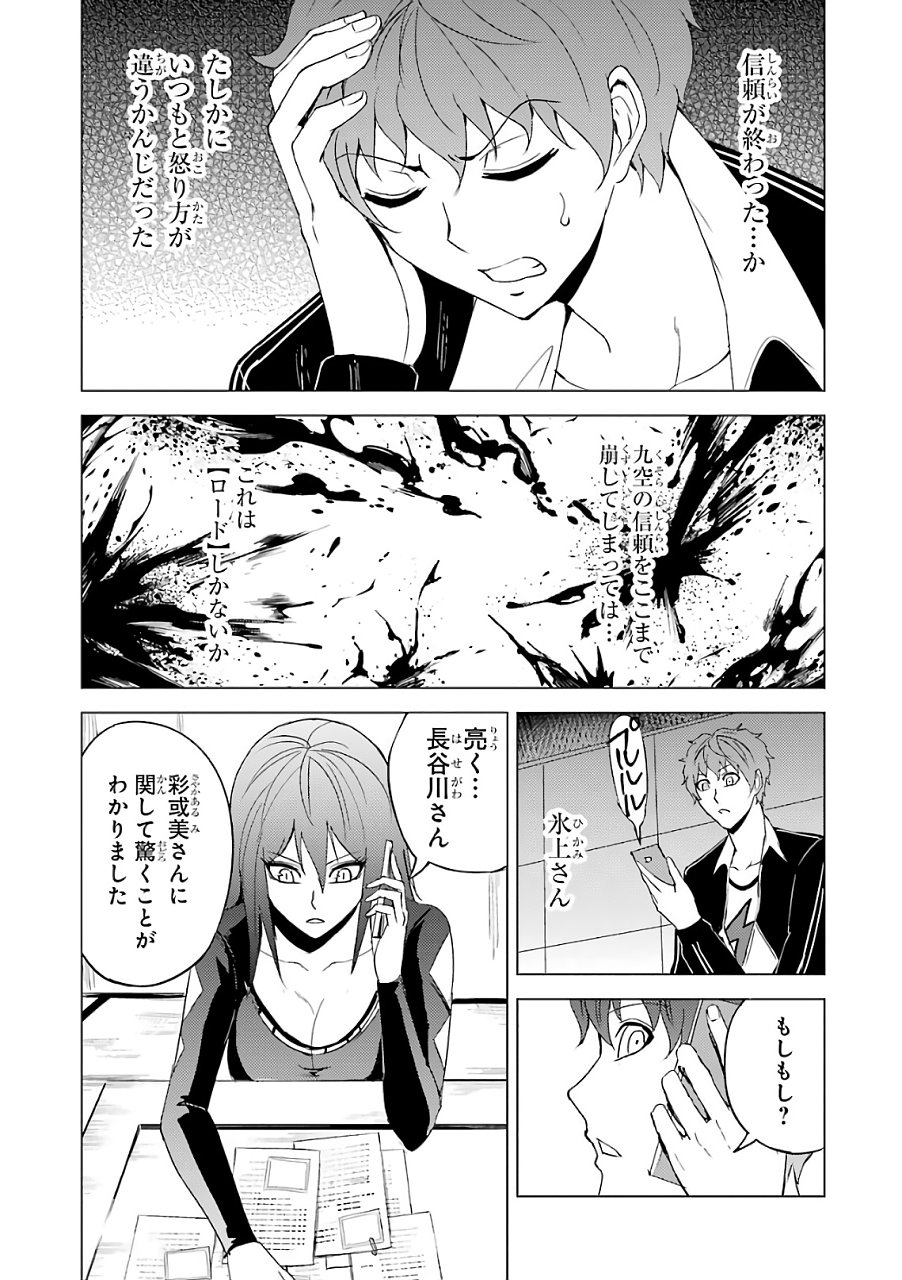 信頼が終わった…か
たしかに
いつもと怒り方が
違うかんじだった
九空の信頼をここまで
崩してしまっては…
これは
【ロード】しかないか
プルルルル
氷上さん
もしもし?
亮く…
長谷川さん
彩或美さんに
関して驚くことが
わかりました